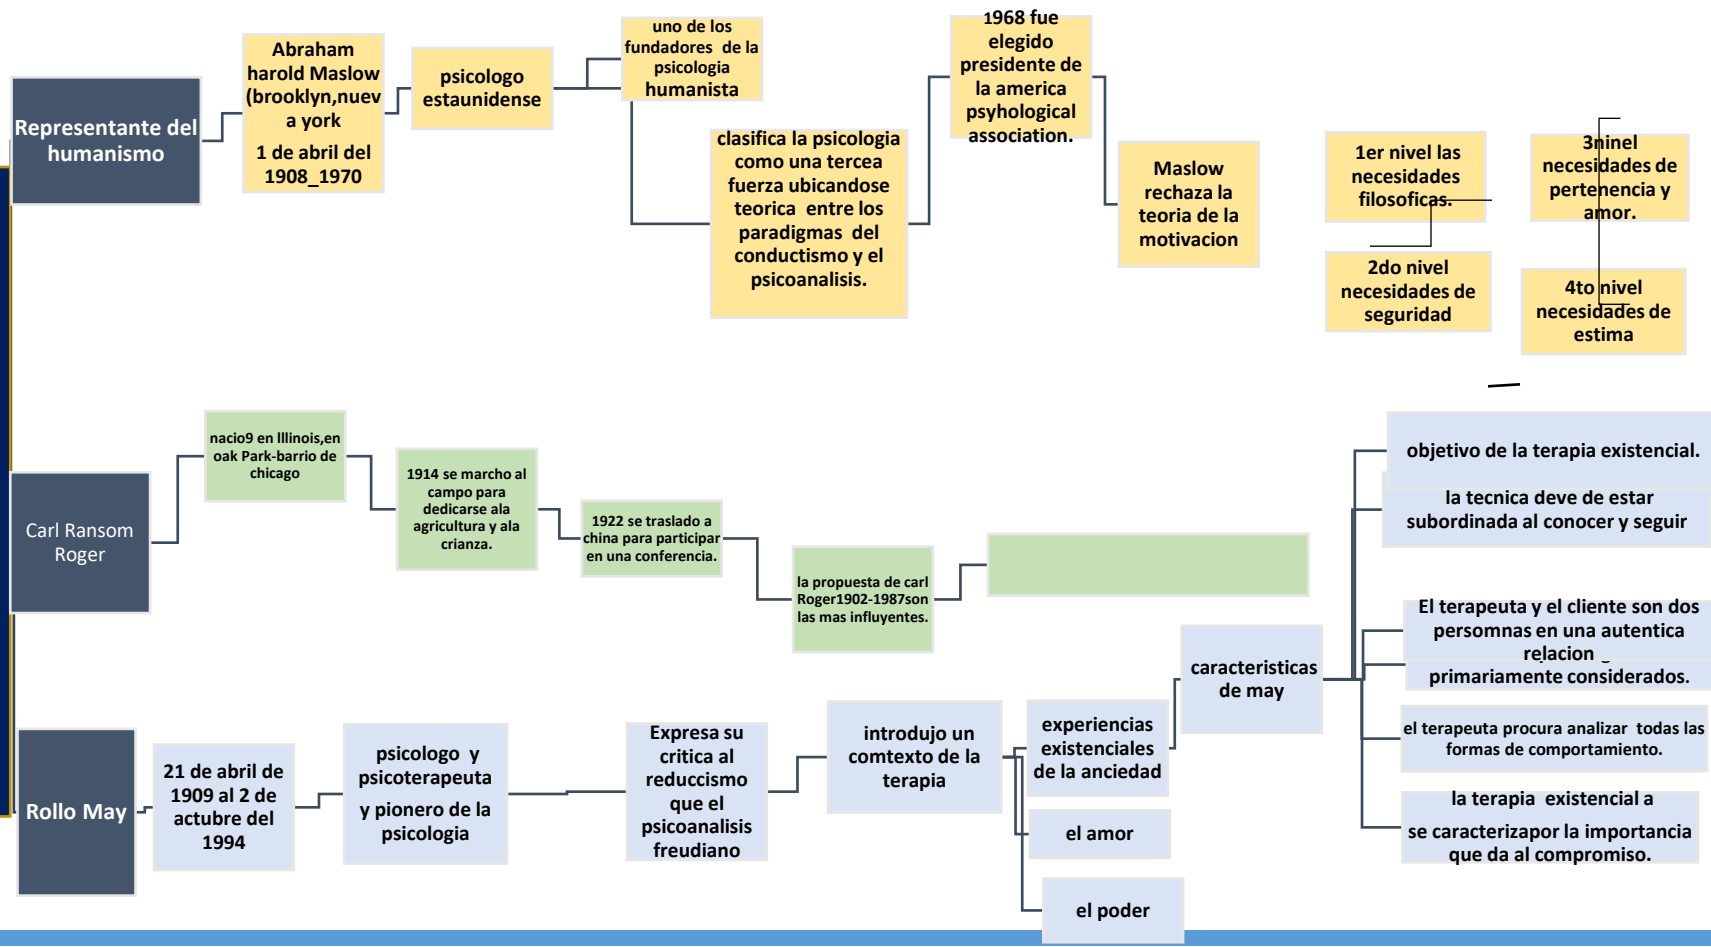 Representante del
humanismo
Abraham
harold Maslow
(brooklyn,nuev
a york
1 de abril del
1908_1970
psicologo
estaunidense
uno de los
fundadores de la
psicologia
humanista
clasifica la psicologia
como una tercea
fuerza ubicandose
teorica entre los
paradigmas del
conductismo y el
psicoanalisis.
1968 fue
elegido
presidente de
la america
psyhological
association.
Maslow
rechaza la
teoria de la
motivacion
1er nivel las
necesidades
filosoficas.
2do nivel
necesidades de
seguridad
3ninel
necesidades de
pertenencia y
amor.
4to nivel
necesidades de
estima
Carl Ransom
Roger
nacio9 en lllinois,en
oak Park-barrio de
chicago
1914 se marcho al
campo para
dedicarse ala
agricultura y ala
crianza.
1922 se traslado a
china para participar
en una conferencia.
la propuesta de carl
Roger1902-1987son
las mas influyentes.
Rollo May
21 de abril de
1909 al 2 de
actubre del
1994
psicologo y
psicoterapeuta
y pionero de la
psicologia
Expresa su
critica al
reduccismo
que el
psicoanalisis
freudiano
introdujo un
comtexto de la
terapia
experiencias
existenciales
de la anciedad
el amor
el poder
caracteristicas
de may
objetivo de la terapia existencial.
la tecnica deve de estar
subordinada al conocer y seguir
El terapeuta y el cliente son dos
persomnas en una autentica
relacion
primariamente considerados.
el terapeuta procura analizar todas las
formas de comportamiento.
la terapia existencial a
se caracterizapor la importancia
que da al compromiso.